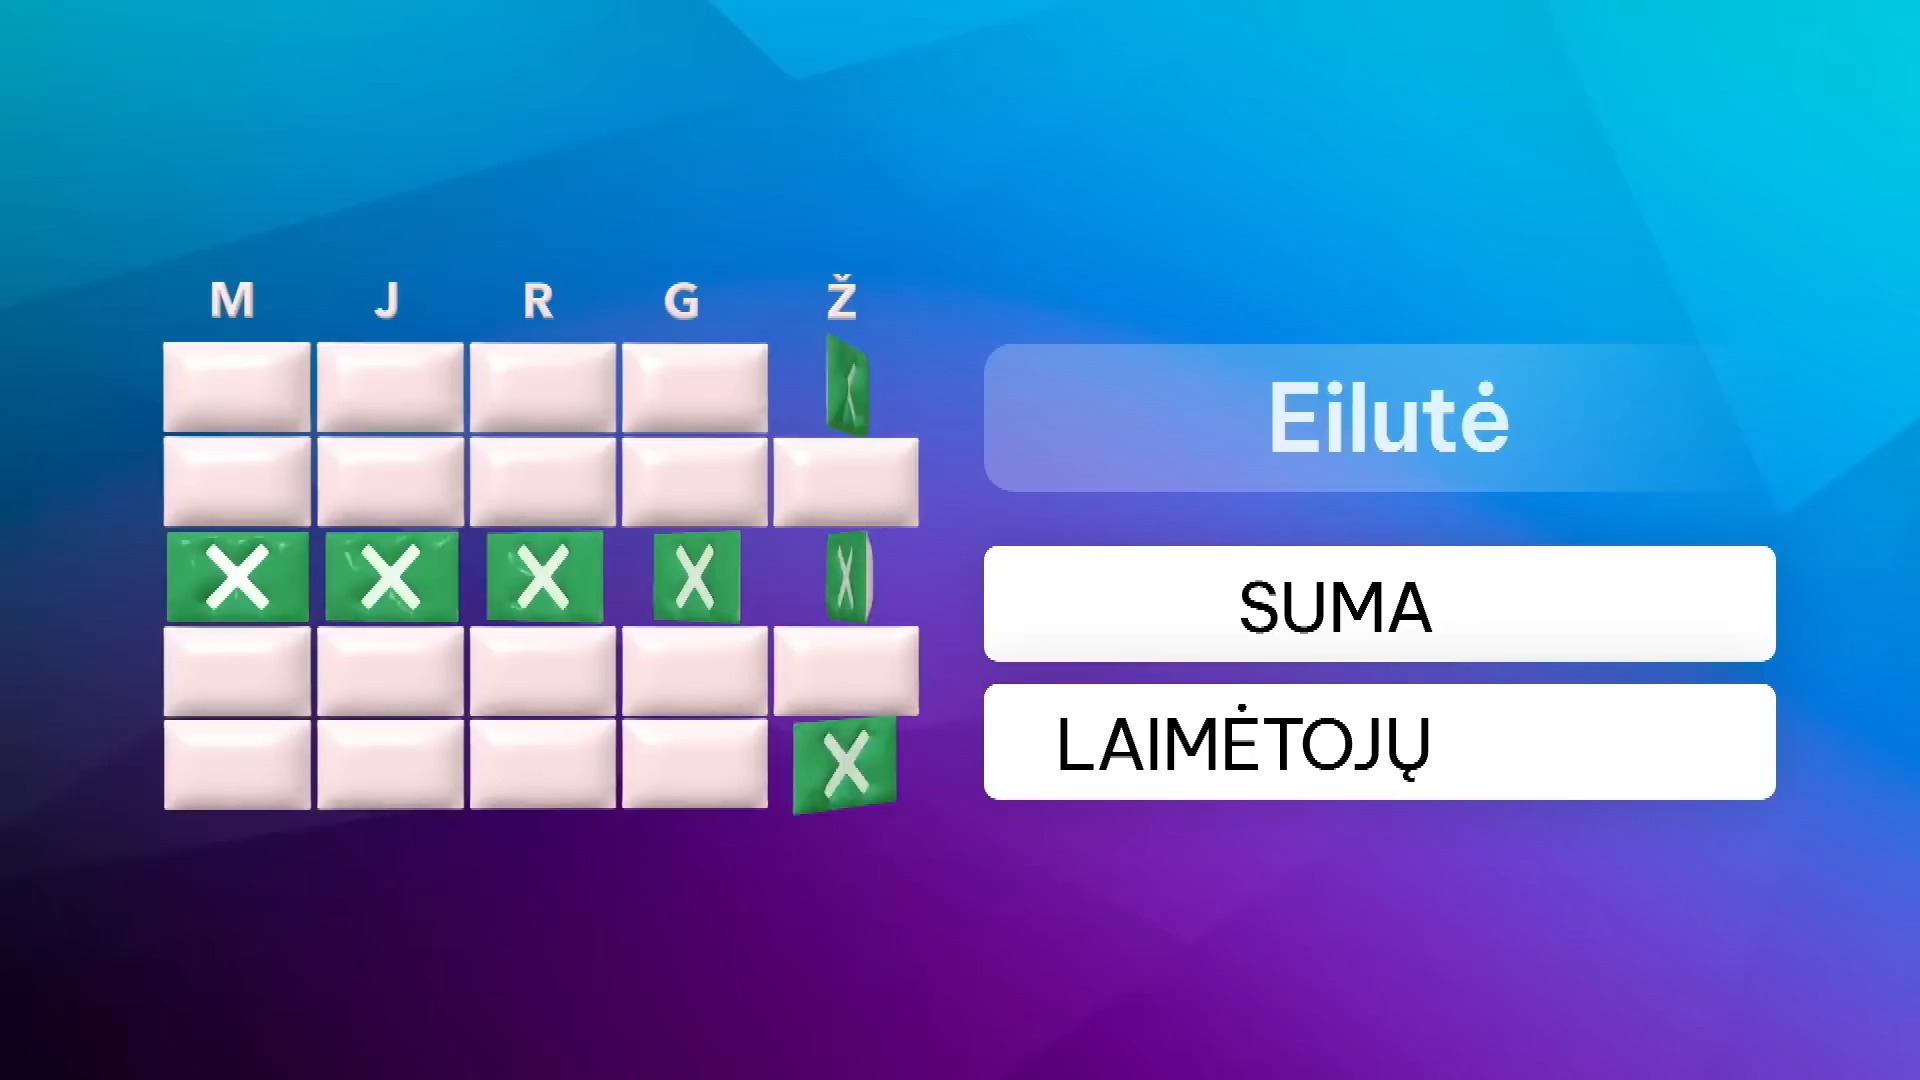 M J R G Ž
Eilutė
X
X X X X X
X
SUMA
LAIMĖTOJŲ